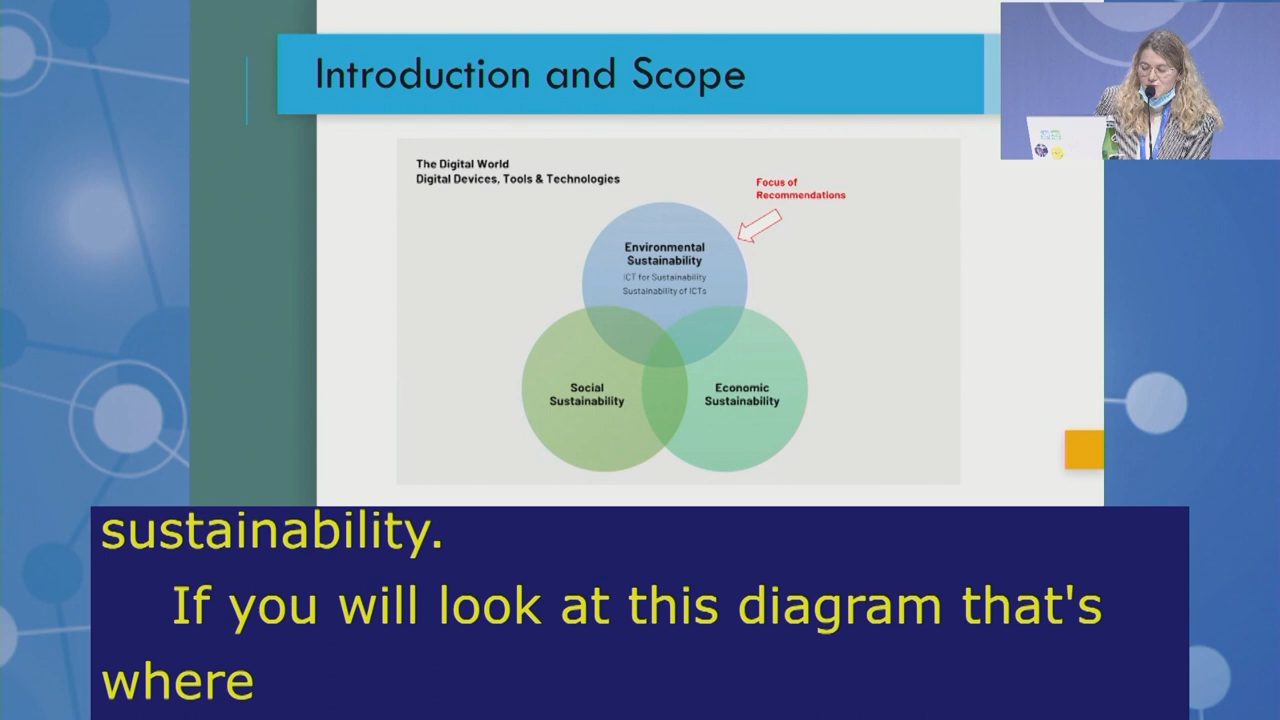 Introduction and Scope
The Digital World
Digital Devices, Tools & Technologies
Focus of
Recommendations
Environmental
Sustainability
ICT for Sustainability
Sustainability of ICTs
Social
Sustainability
Economic
Sustainability
sustainability.
If you will look at this diagram that's
where